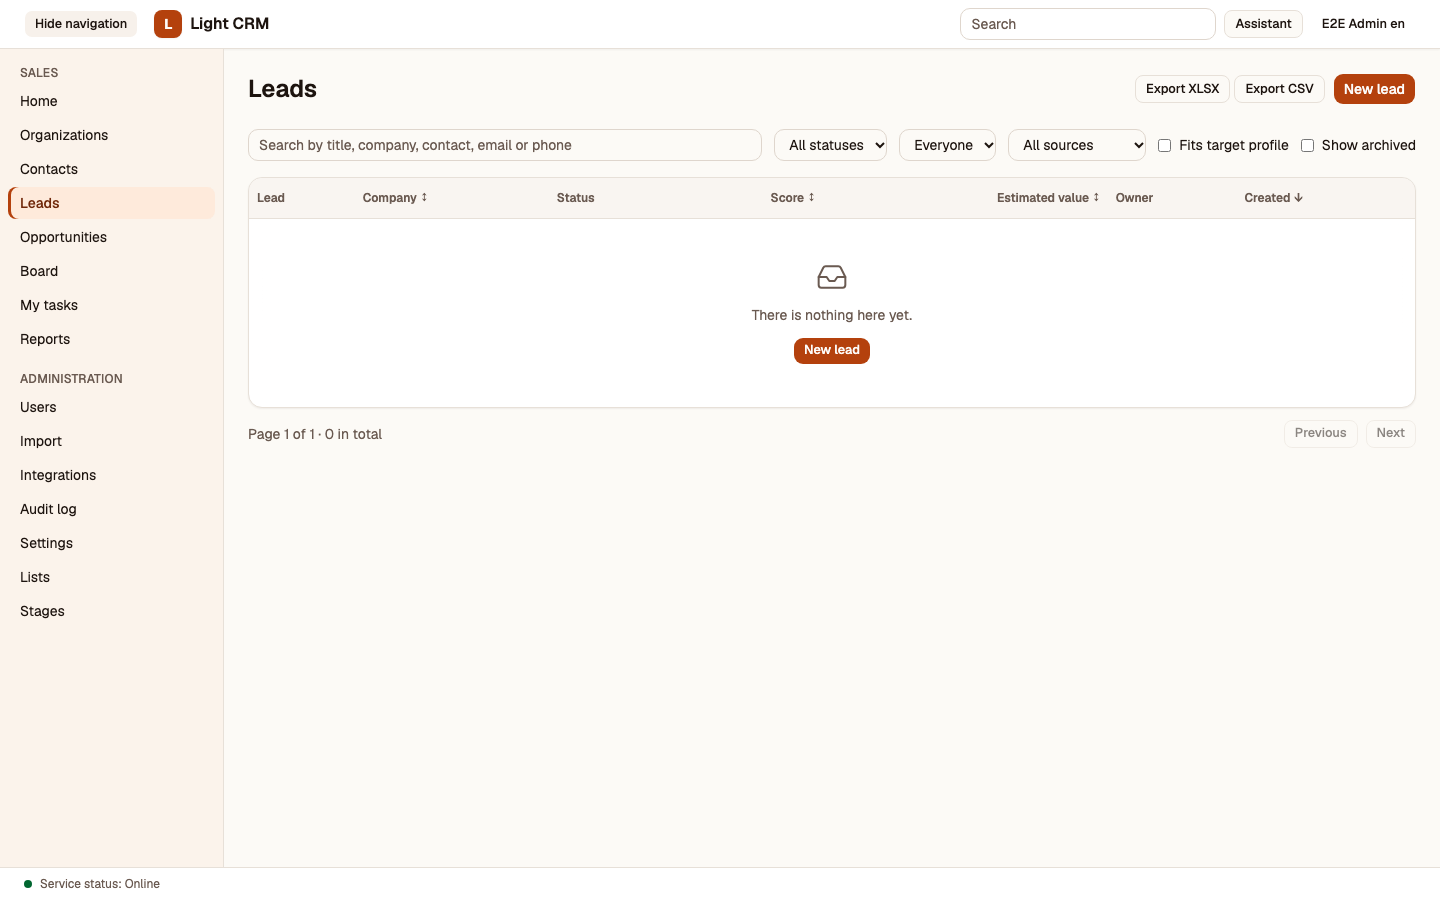 Hide navigation
L
Light CRM
Search
Assistant
E2E Admin en
SALES
Home
Organizations
Contacts
Leads
Opportunities
Board
My tasks
Reports
ADMINISTRATION
Users
Import
Integrations
Audit log
Settings
Lists
Stages
Leads
Export XLSX
Export CSV
New lead
Search by title, company, contact, email or phone
All statuses
Everyone
All sources
Fits target profile
Show archived
Lead Company ↕ Status Score ↕ Estimated value ↕ Owner Created ↓
There is nothing here yet.
New lead
Page 1 of 1 · 0 in total
Previous
Next
Service status: Online